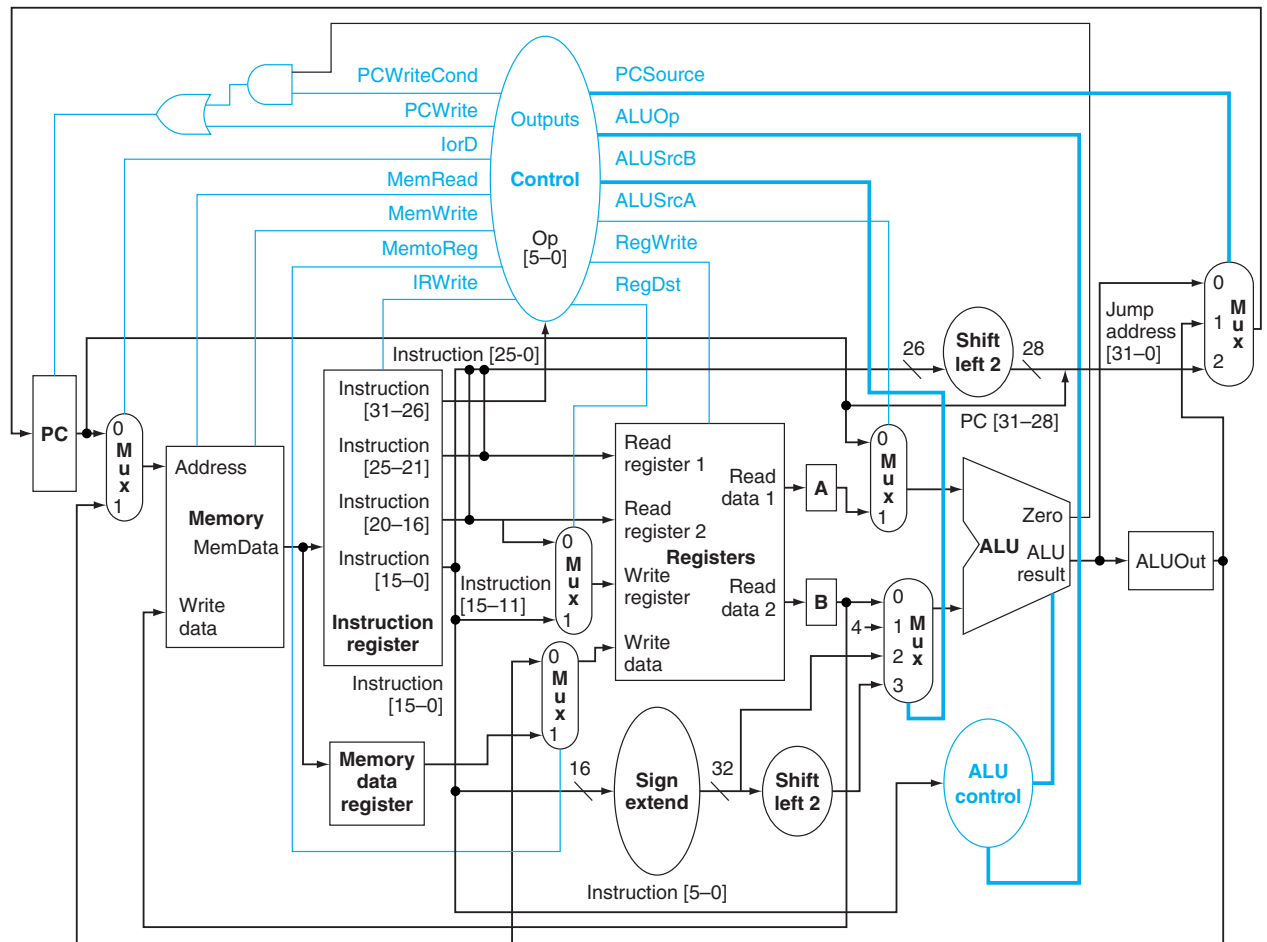 PCWriteCond
PCWrite
IorD
MemRead
MemWrite
MemtoReg
IRWrite
Outputs
Control
Op
[5–0]
PCSource
ALUOp
ALUSrcB
ALUSrcA
RegWrite
RegDst
Instruction [25-0]
26
Shift
left 2
28
Jump
address
[31–0]
PC [31–28]
0
1
2
M
u
x
PC
0
M
u
x
1
Address
Memory
MemData
Write
data
Instruction
[31–26]
Instruction
[25–21]
Instruction
[20–16]
Instruction
[15–0]
Instruction
register
Instruction
[15–11]
0
M
u
x
1
Instruction
[15–0]
0
M
u
x
1
Memory
data
register
Read
register 1
Read
register 2
Registers
Write
register
Write
data
Read
data 1
Read
data 2
A
B
0
M
u
x
1
4
0
1
2
3
M
u
x
Zero
ALU
ALU
result
ALUOut
16
Sign
extend
32
Shift
left 2
ALU
control
Instruction [5–0]